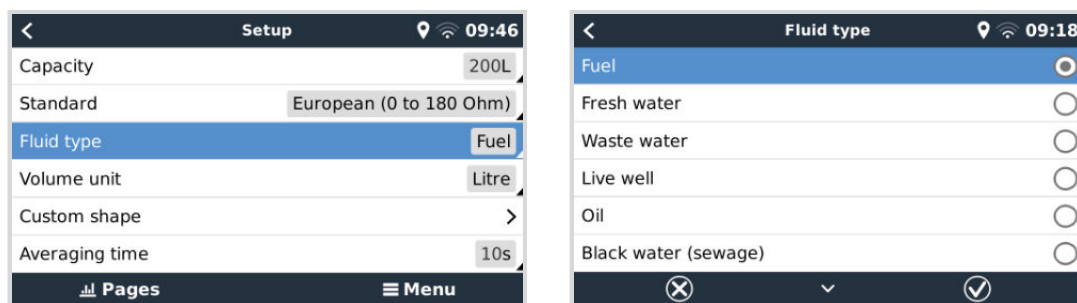 Setup 09:46
Capacity 200L
Standard European (0 to 180 Ohm)
Fluid type Fuel
Volume unit Litre
Custom shape
Averaging time 10s
Pages Menu
Fluid type 09:18
Fuel
Fresh water
Waste water
Live well
Oil
Black water (sewage)